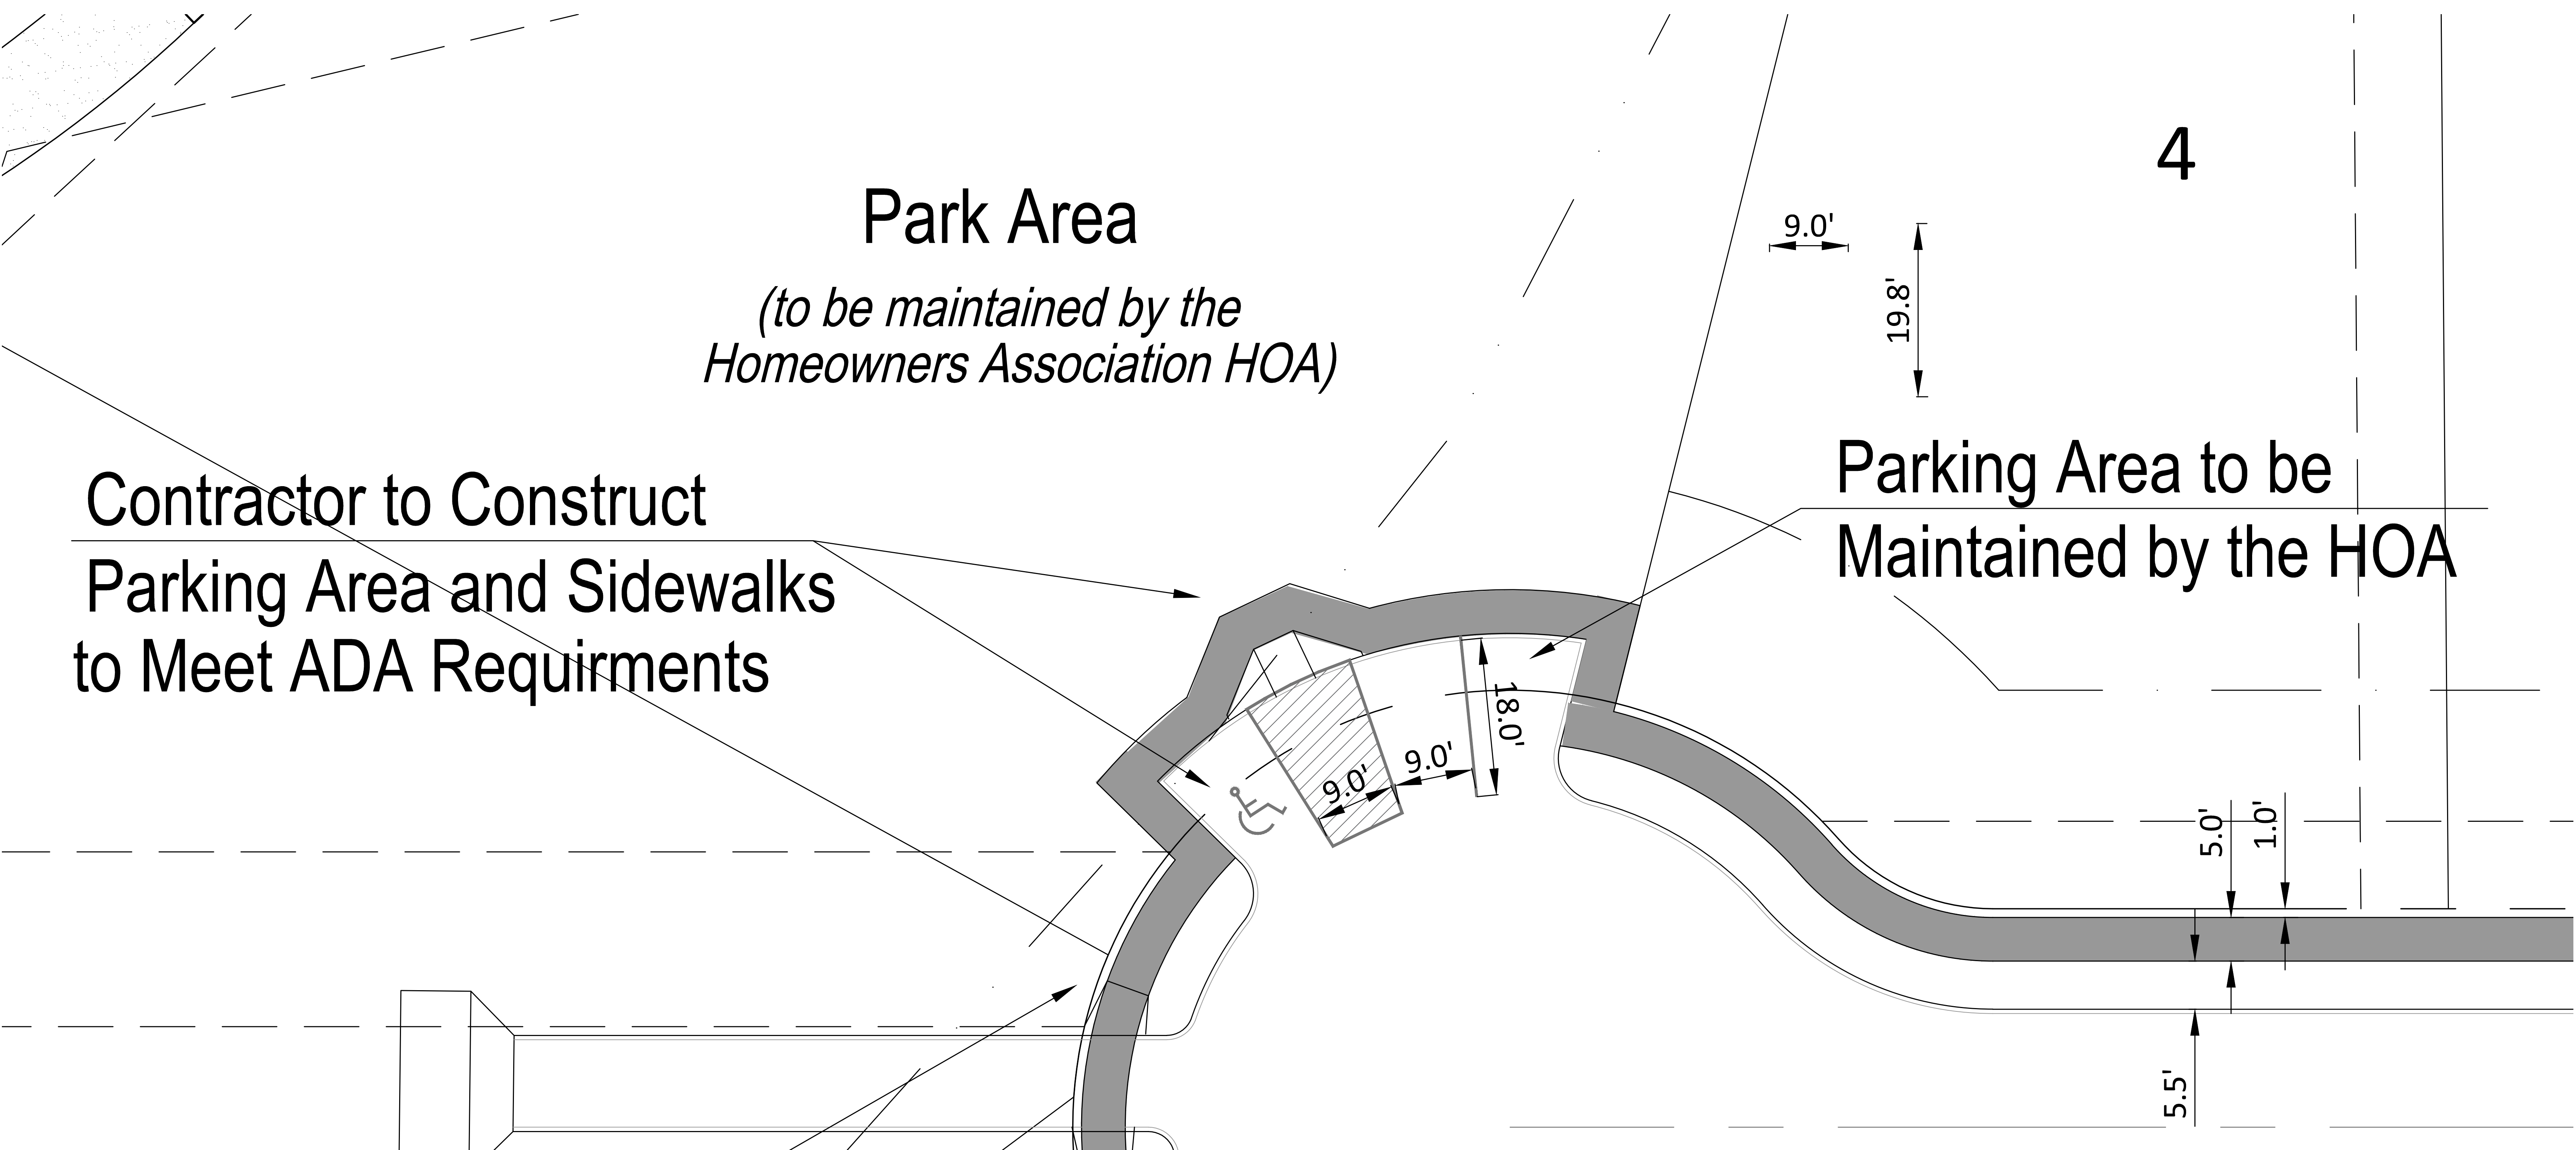 4
Park Area
9.0'
(to be maintained by the
Homeowners Association HOA)
19.8'
Contractor to Construct
Parking Area and Sidewalks
to Meet ADA Requirments
Parking Area to be
Maintained by the HOA
18.0'
9.0'
9.0'
5.0'
1.0'
5.5'